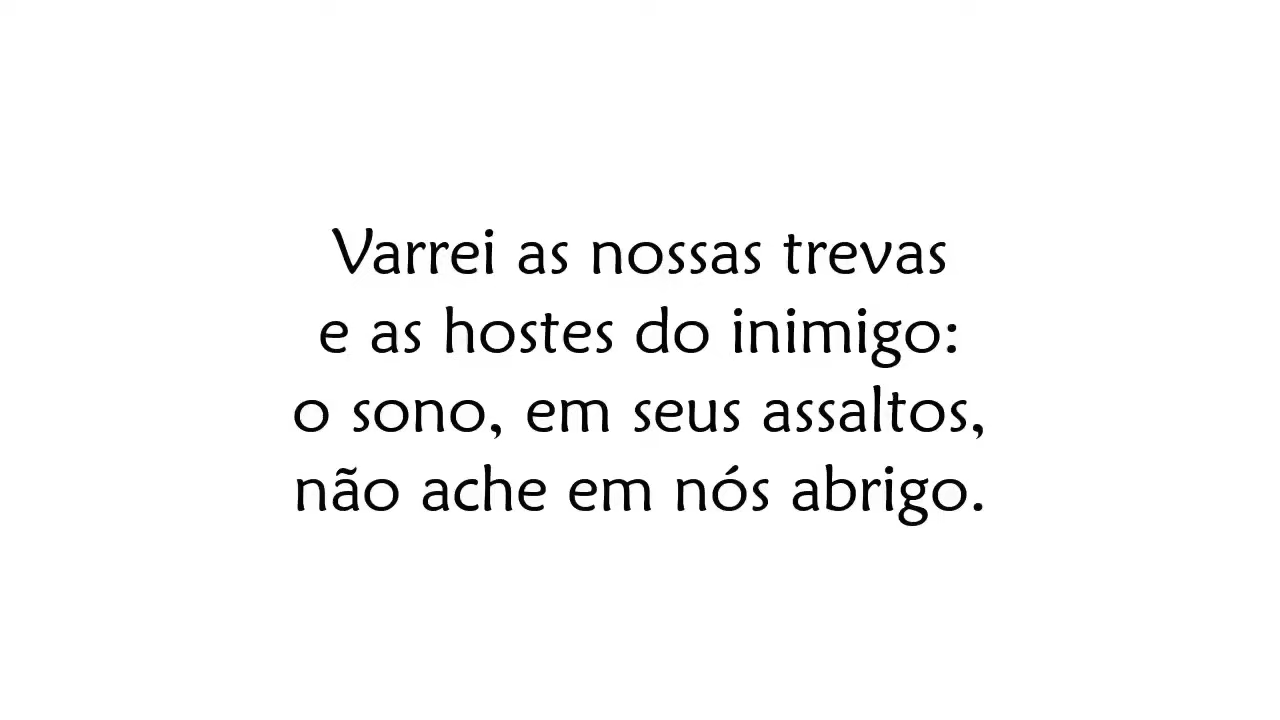 Varrei as nossas trevas
e as hostes do inimigo:
o sono, em seus assaltos,
não ache em nós abrigo.